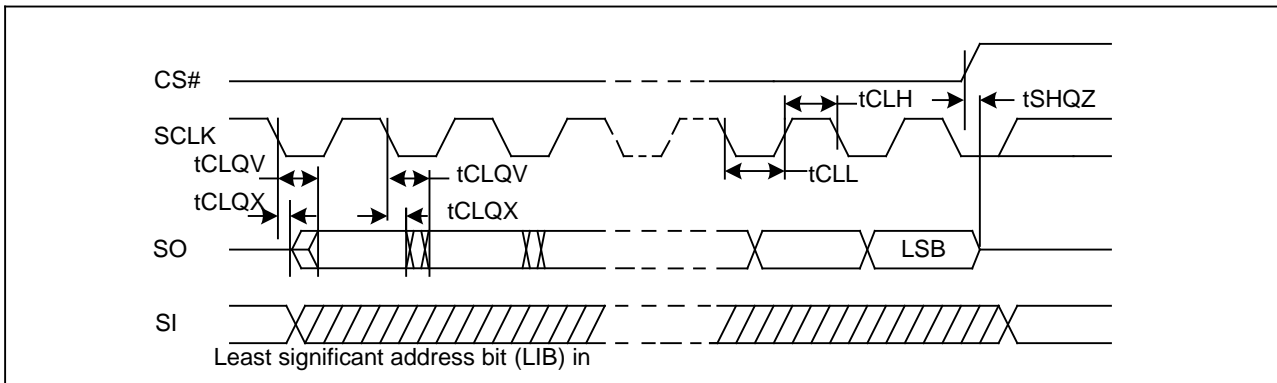 CS#
tCLH
tSHQZ
SCLK
tCLQV
tCLQV
tCLL
tCLQX
tCLQX
SO
LSB
SI
Least significant address bit (LIB) in